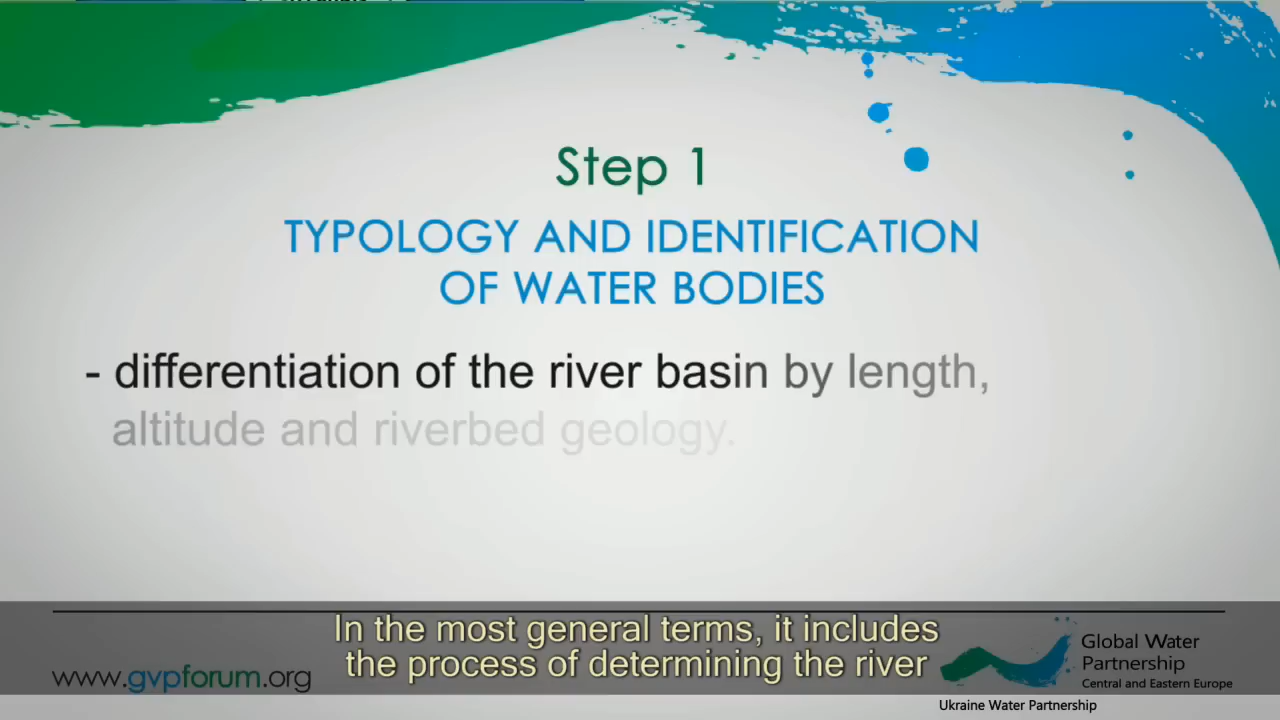 Step 1
TYPOLOGY AND IDENTIFICATION
OF WATER BODIES
- differentiation of the river basin by length,
altitude and riverbed geology.
In the most general terms, it includes
the process of determining the river
www.gvpforum.org
Global Water
Partnership
Central and Eastern Europe
Ukraine Water Partnership